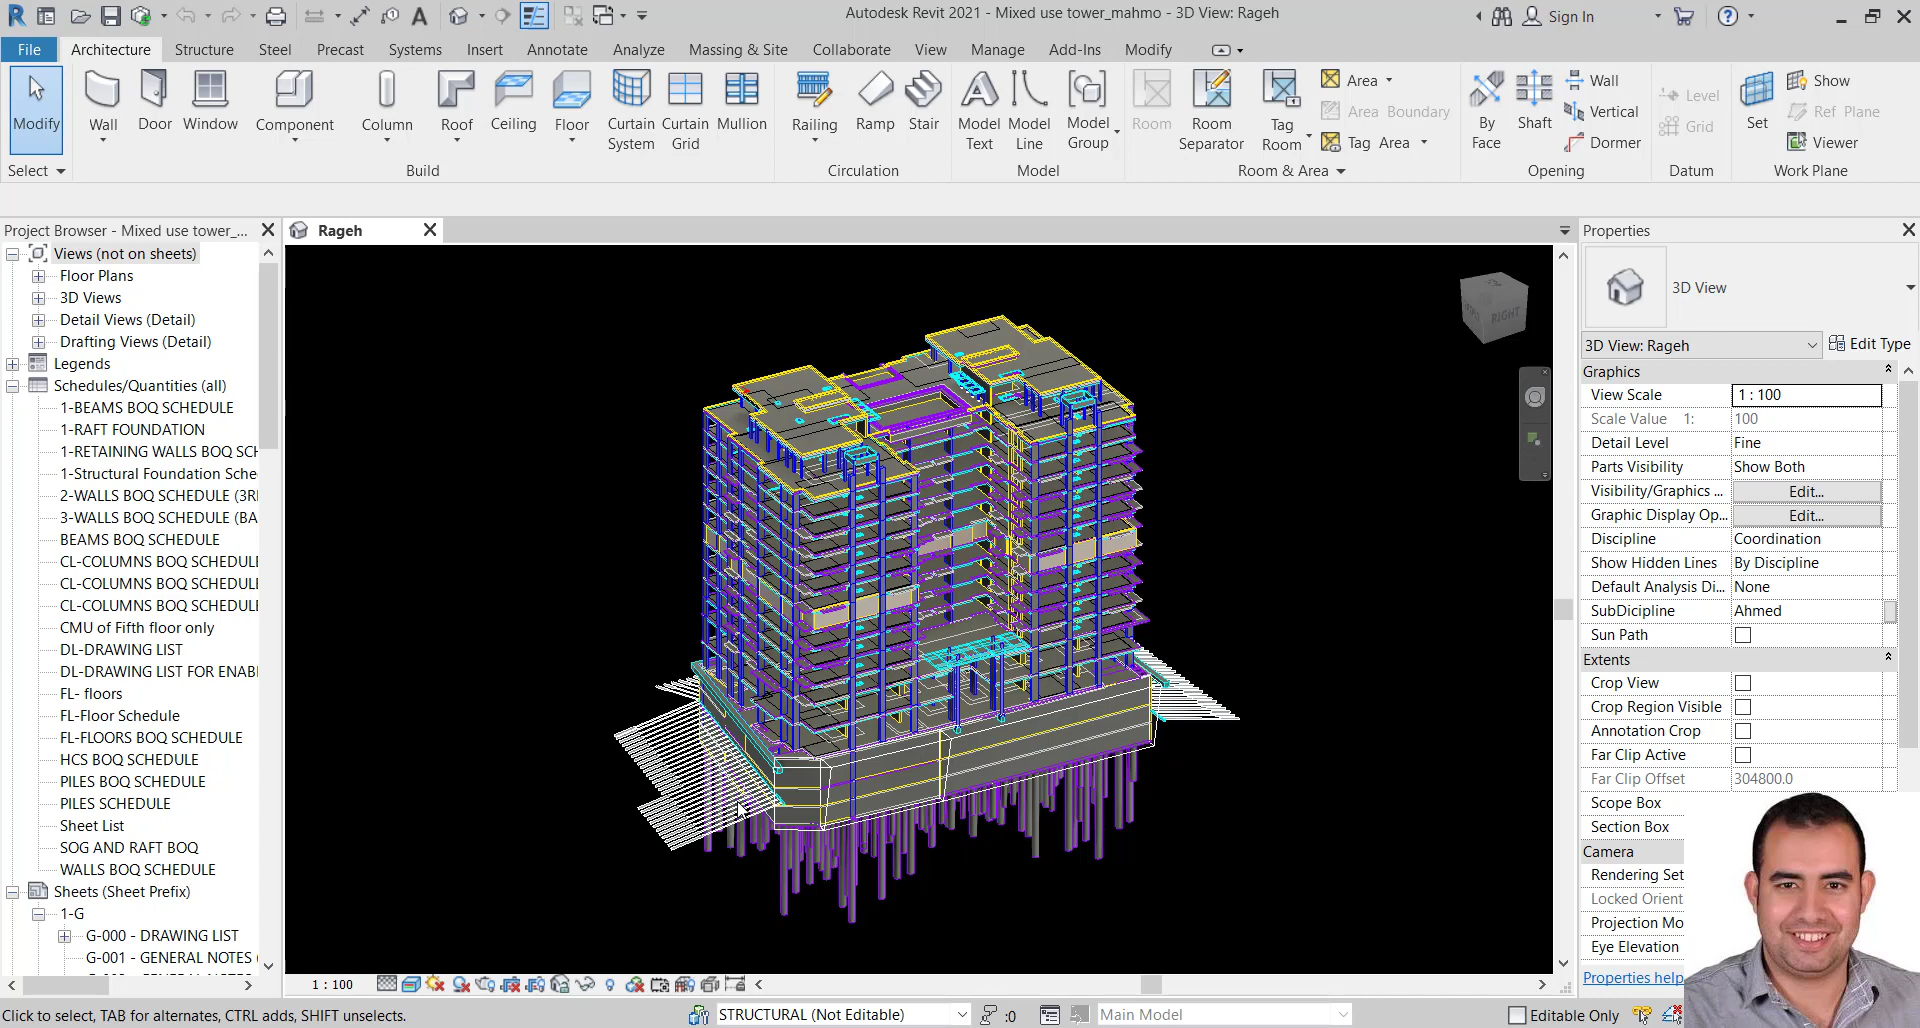 Autodesk Revit 2021 - Mixed use tower_mahmo - 3D View: Rageh
Sign In
File Architecture Structure Steel Precast Systems Insert Annotate Analyze Massing & Site Collaborate View Manage Add-Ins Modify
Modify Wall Door Window Component Column Roof Ceiling Floor Curtain System Curtain Grid Mullion Railing Ramp Stair Model Text Model Line Model Group Room Room Separator Tag Room
Area
Area Boundary
Tag Area
By Face Shaft
Wall
Vertical
Dormer
Level
Grid
Set
Show
Ref Plane
Viewer
Select Build Circulation Model Room & Area Opening Datum Work Plane
Project Browser - Mixed use tower_...
Views (not on sheets)
Floor Plans
3D Views
Detail Views (Detail)
Drafting Views (Detail)
Legends
Schedules/Quantities (all)
1-BEAMS BOQ SCHEDULE
1-RAFT FOUNDATION
1-RETAINING WALLS BOQ SCH
1-Structural Foundation Sche
2-WALLS BOQ SCHEDULE (3R
3-WALLS BOQ SCHEDULE (BA
BEAMS BOQ SCHEDULE
CL-COLUMNS BOQ SCHEDULE
CL-COLUMNS BOQ SCHEDULE
CL-COLUMNS BOQ SCHEDULE
CMU of Fifth floor only
DL-DRAWING LIST
DL-DRAWING LIST FOR ENAB
FL- floors
FL-Floor Schedule
FL-FLOORS BOQ SCHEDULE
HCS BOQ SCHEDULE
PILES BOQ SCHEDULE
PILES SCHEDULE
Sheet List
SOG AND RAFT BOQ
WALLS BOQ SCHEDULE
Sheets (Sheet Prefix)
1-G
G-000 - DRAWING LIST
G-001 - GENERAL NOTES
Rageh
RIGHT
Properties
3D View
3D View: Rageh Edit Type
Graphics
View Scale 1 : 100
Scale Value 1: 100
Detail Level Fine
Parts Visibility Show Both
Visibility/Graphics ... Edit...
Graphic Display Op... Edit...
Discipline Coordination
Show Hidden Lines By Discipline
Default Analysis Di... None
SubDicipline Ahmed
Sun Path
Extents
Crop View
Crop Region Visible
Annotation Crop
Far Clip Active
Far Clip Offset 304800.0
Scope Box
Section Box
Camera
Rendering Set
Locked Orient
Projection Mo
Eye Elevation
Properties help
1 : 100
Click to select, TAB for alternates, CTRL adds, SHIFT unselects.
STRUCTURAL (Not Editable) :0 Main Model Editable Only